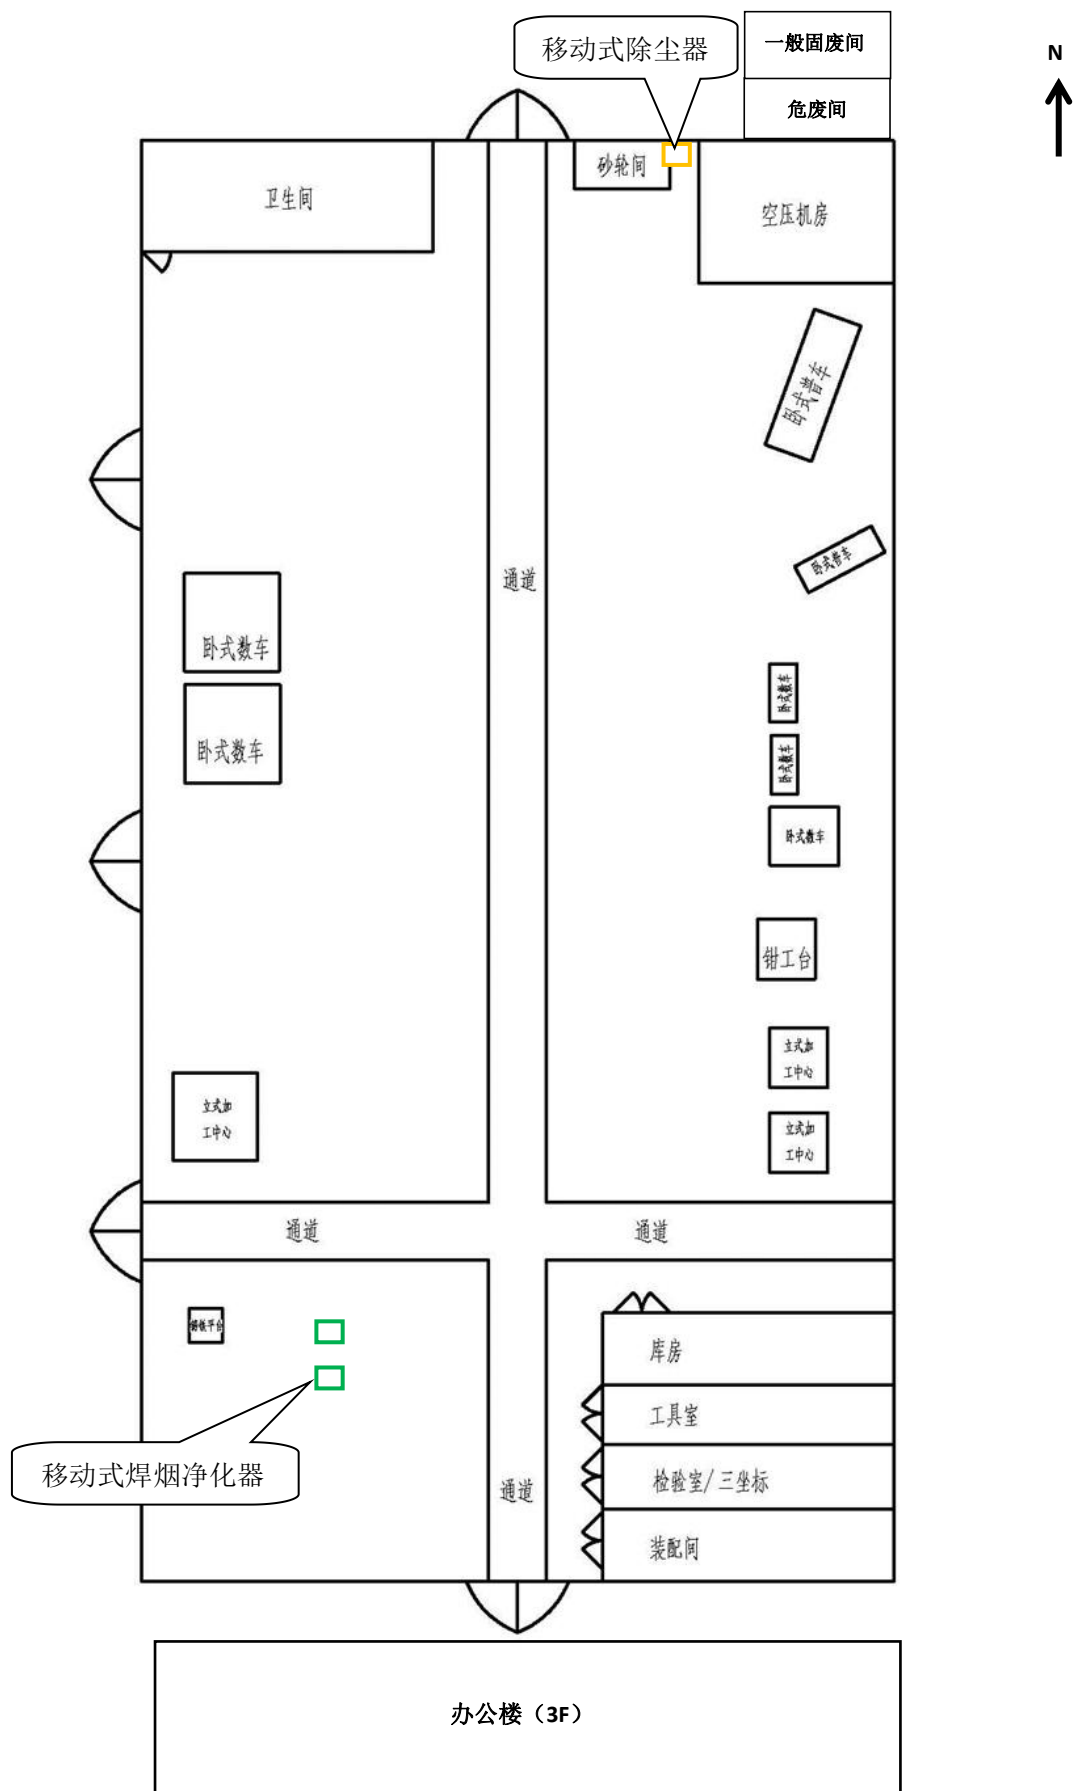 移动式除尘器
一般固废间
N
危废间
卫生间
砂轮间
空压机房
卧式普车
卧式普车
通道
卧式数车
卧式数车
卧式数车
卧式数车
卧式数车
钳工台
立式加
工中心
立式加
工中心
立式加
工中心
通道
通道
铸铁平台
库房
工具室
移动式焊烟净化器
检验室/三坐标
通道
装配间
办公楼（3F）